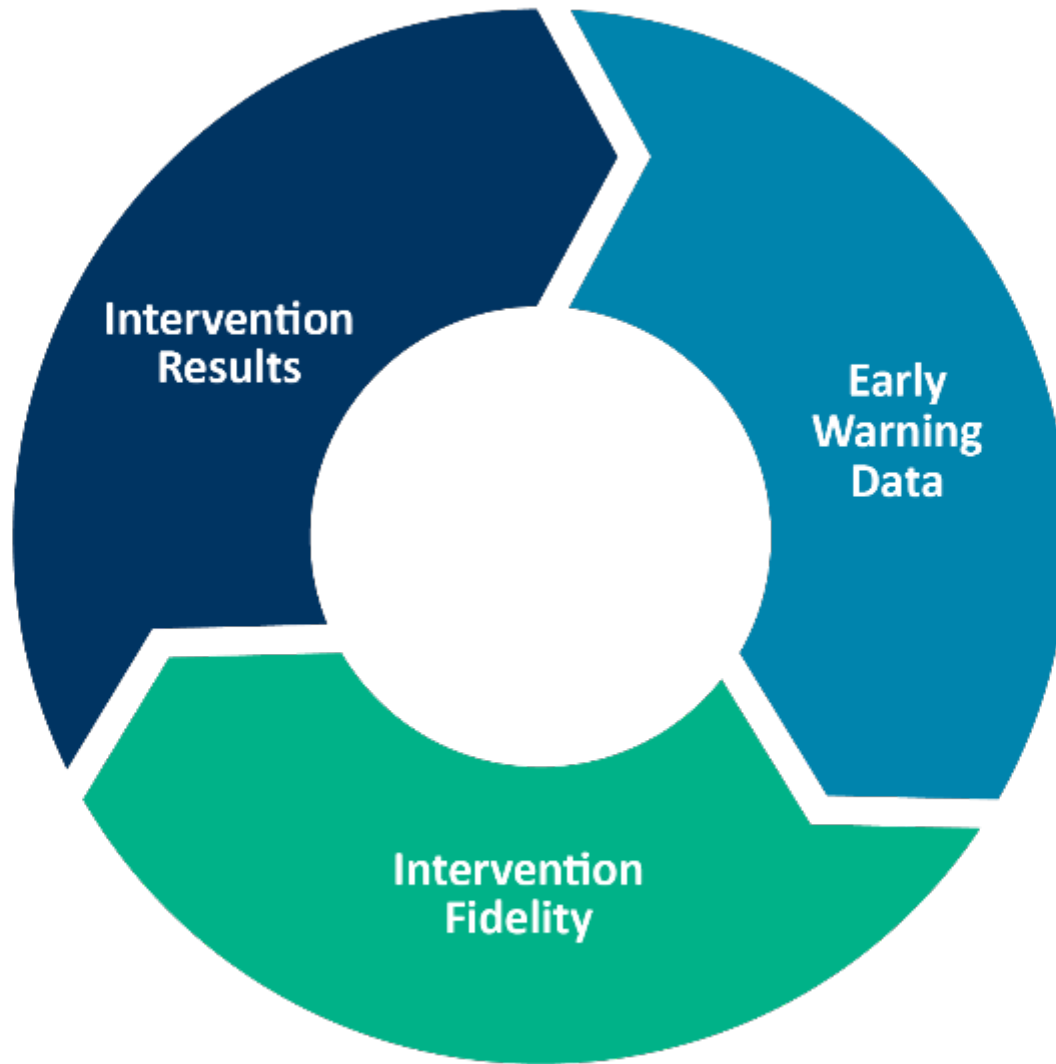 Intervention
Results
Early
Warning
Data
Intervention
Fidelity